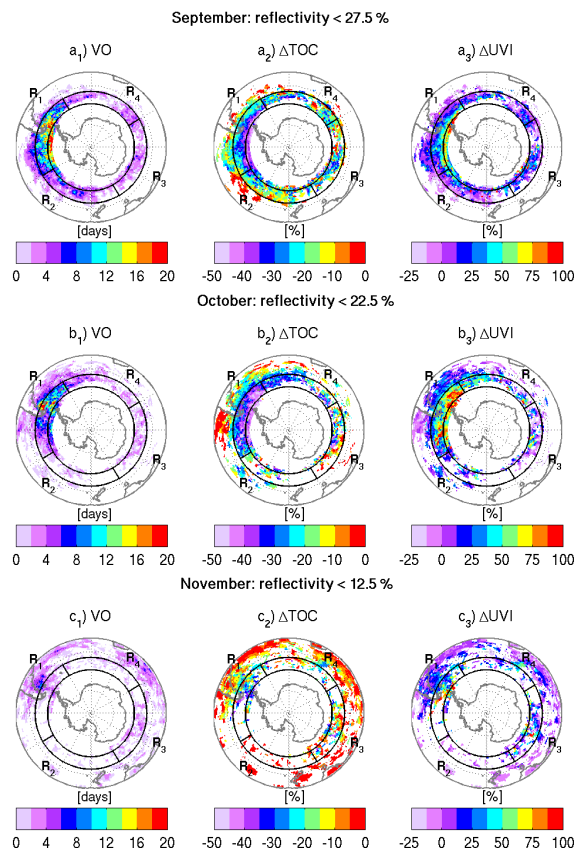 September: reflectivity < 27.5 %
a1) VO
a2) ΔTOC
a3) ΔUVI
R1 R4 R3 R2
R1 R4 R3 R2
R1 R4 R3 R2
[days]
[%]
[%]
0 4 8 12 16 20
-50 -40 -30 -20 -10 0
-25 0 25 50 75 100
October: reflectivity < 22.5 %
b1) VO
b2) ΔTOC
b3) ΔUVI
R1 R4 R3 R2
R1 R4 R3 R2
R1 R4 R3 R2
[days]
[%]
[%]
0 4 8 12 16 20
-50 -40 -30 -20 -10 0
-25 0 25 50 75 100
November: reflectivity < 12.5 %
c1) VO
c2) ΔTOC
c3) ΔUVI
R1 R4 R3 R2
R1 R4 R3 R2
R1 R4 R3 R2
[days]
[%]
[%]
0 4 8 12 16 20
-50 -40 -30 -20 -10 0
-25 0 25 50 75 100